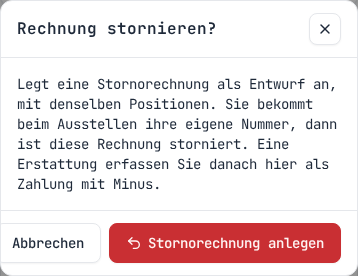 Rechnung stornieren?
Legt eine Stornorechnung als Entwurf an,
mit denselben Positionen. Sie bekommt
beim Ausstellen ihre eigene Nummer, dann
ist diese Rechnung storniert. Eine
Erstattung erfassen Sie danach hier als
Zahlung mit Minus.
Abbrechen
Stornorechnung anlegen